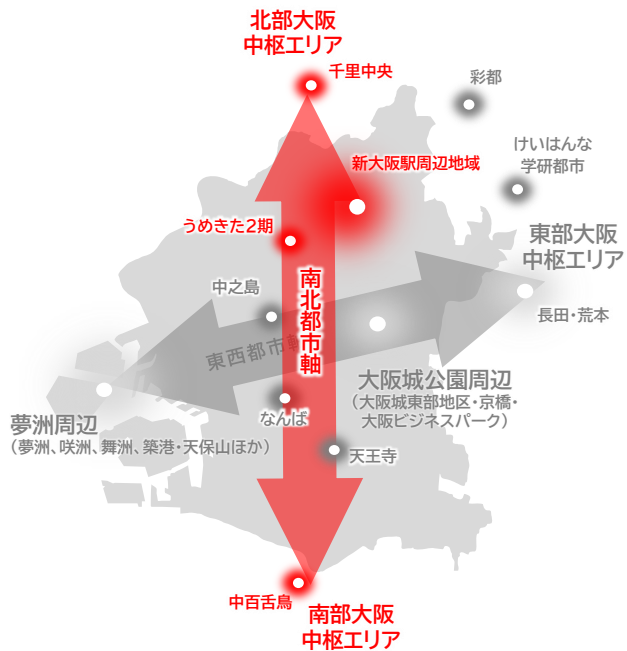 北部大阪
中枢エリア
千里中央
彩都
けいはんな
学研都市
新大阪駅周辺地域
うめきた2期
東部大阪
中枢エリア
中之島
長田・荒本
南北都市軸
東西都市軸
大阪城公園周辺
（大阪城東部地区・京橋・
大阪ビジネスパーク）
なんば
夢洲周辺
（夢洲、咲洲、舞洲、築港・天保山ほか）
天王寺
中百舌鳥
南部大阪
中枢エリア